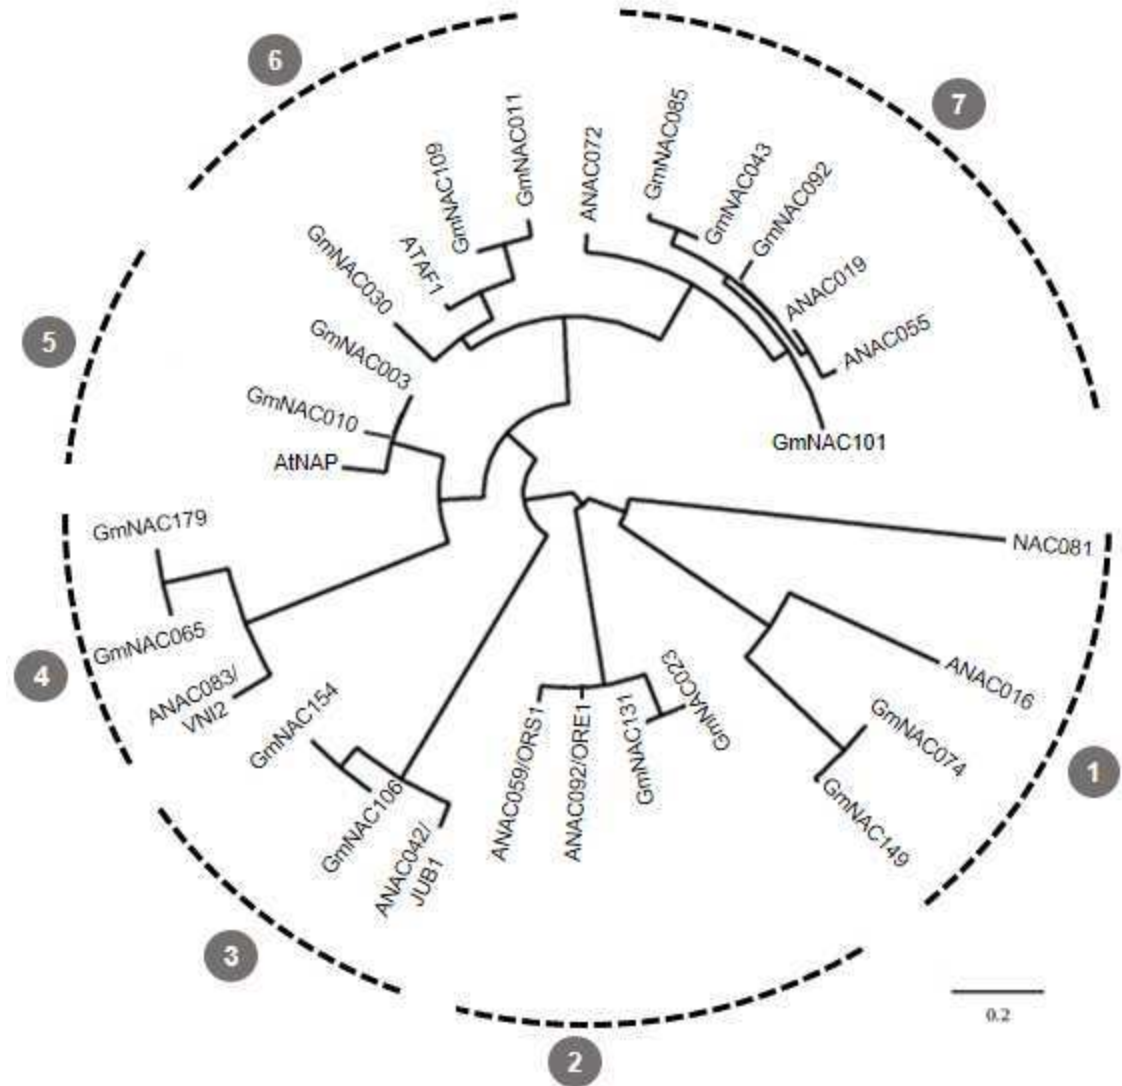 6
7
GmNAC011
GmNAC109
ATAF1
GmNAC030
ANAC072
GmNAC085
GmNAC043
GmNAC092
ANAC019
ANAC055
GmNAC101
5
GmNAC003
GmNAC010
AtNAP
GmNAC179
GmNAC065
ANAC083/
VNI2
4
GmNAC154
GmNAC106
ANAC042/
JUB1
3
ANAC059/ORS1
ANAC092/ORE1
GmNAC131
GmNAC023
2
NAC081
ANAC016
GmNAC074
GmNAC149
1
0.2